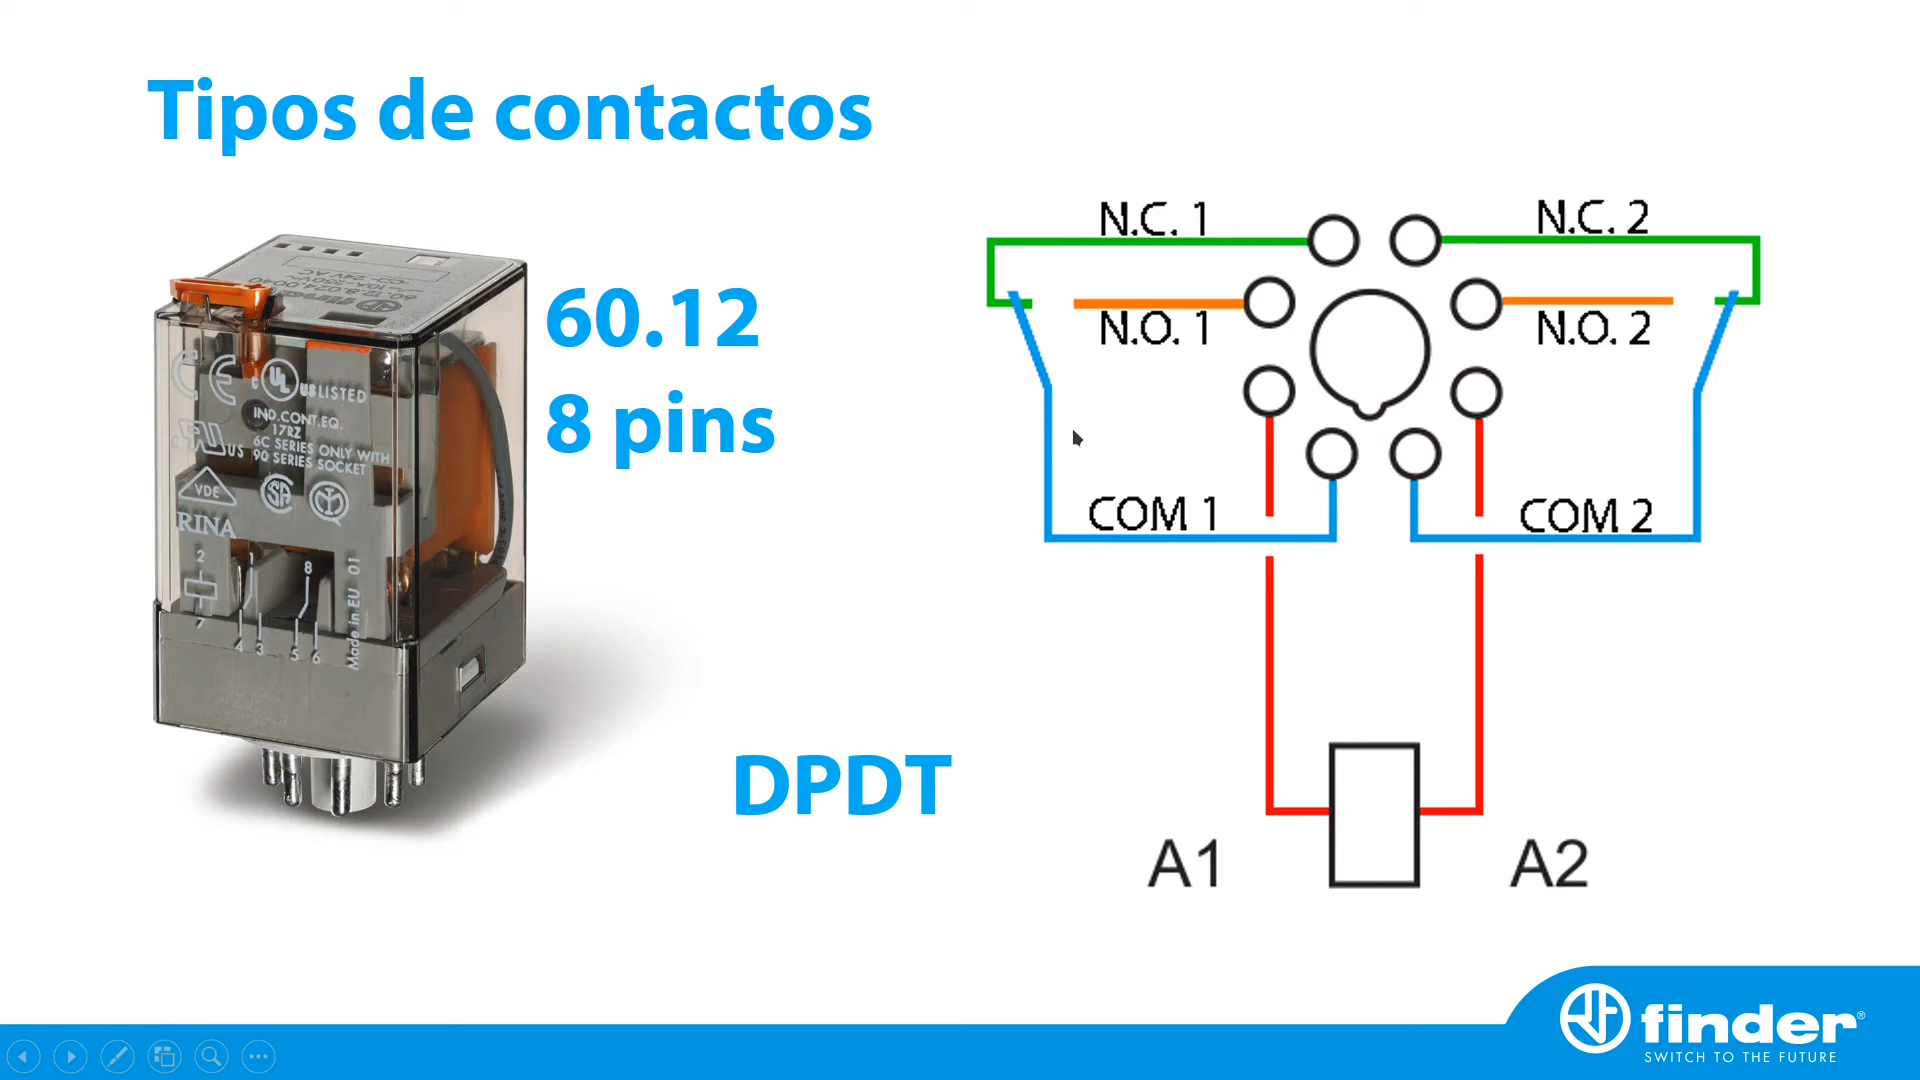 Tipos de contactos
60.12
8 pins
DPDT
N.C. 1
N.C. 2
N.O. 1
N.O. 2
COM 1
COM 2
A1
A2
finder®
SWITCH TO THE FUTURE
c UL US LISTED
IND.CONT.EQ.
17RZ
6C SERIES ONLY WITH
90 SERIES SOCKET
VDE
RINA
2
1
8
7
4 3 5 6
Made in EU 01